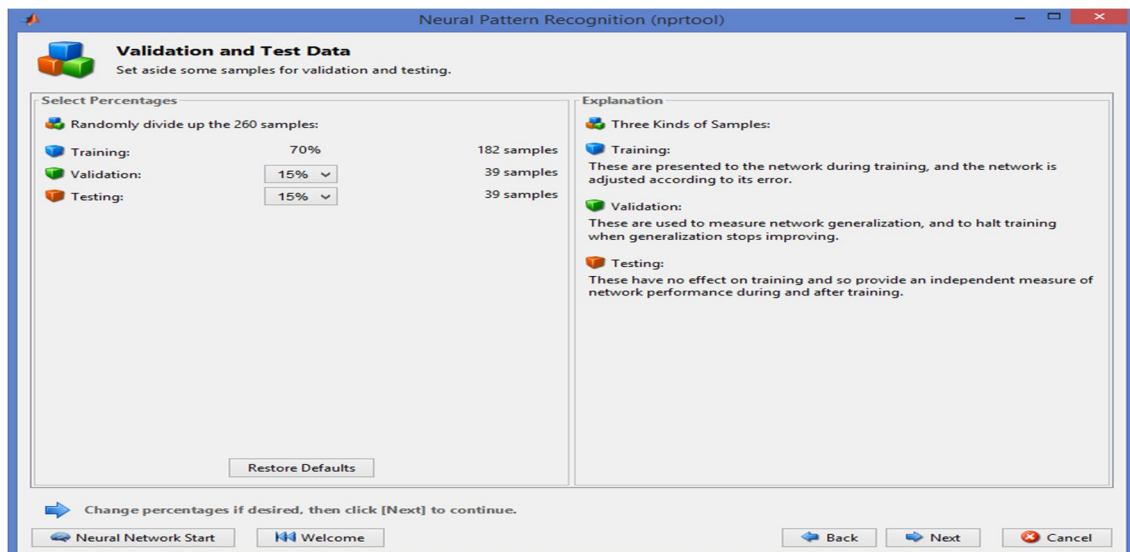 Neural Pattern Recognition (nprtool)
Validation and Test Data
Set aside some samples for validation and testing.
Select Percentages
Randomly divide up the 260 samples:
Training: 70% 182 samples
Validation: 15% 39 samples
Testing: 15% 39 samples
Restore Defaults
Explanation
Three Kinds of Samples:
Training:
These are presented to the network during training, and the network is
adjusted according to its error.
Validation:
These are used to measure network generalization, and to halt training
when generalization stops improving.
Testing:
These have no effect on training and so provide an independent measure of
network performance during and after training.
Change percentages if desired, then click [Next] to continue.
Neural Network Start Welcome Back Next Cancel